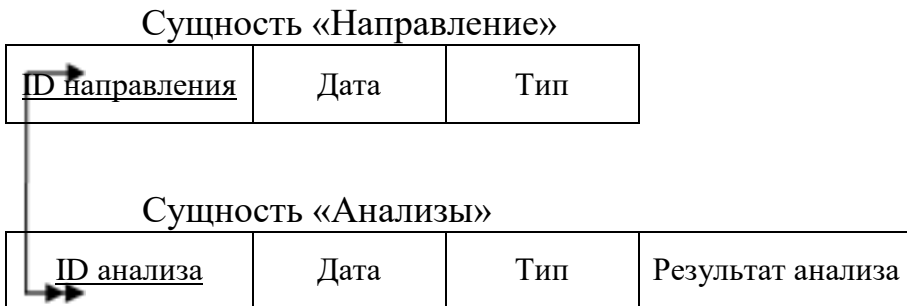 Сущность «Направление»
ID направления Дата Тип
Сущность «Анализы»
ID анализа Дата Тип Результат анализа